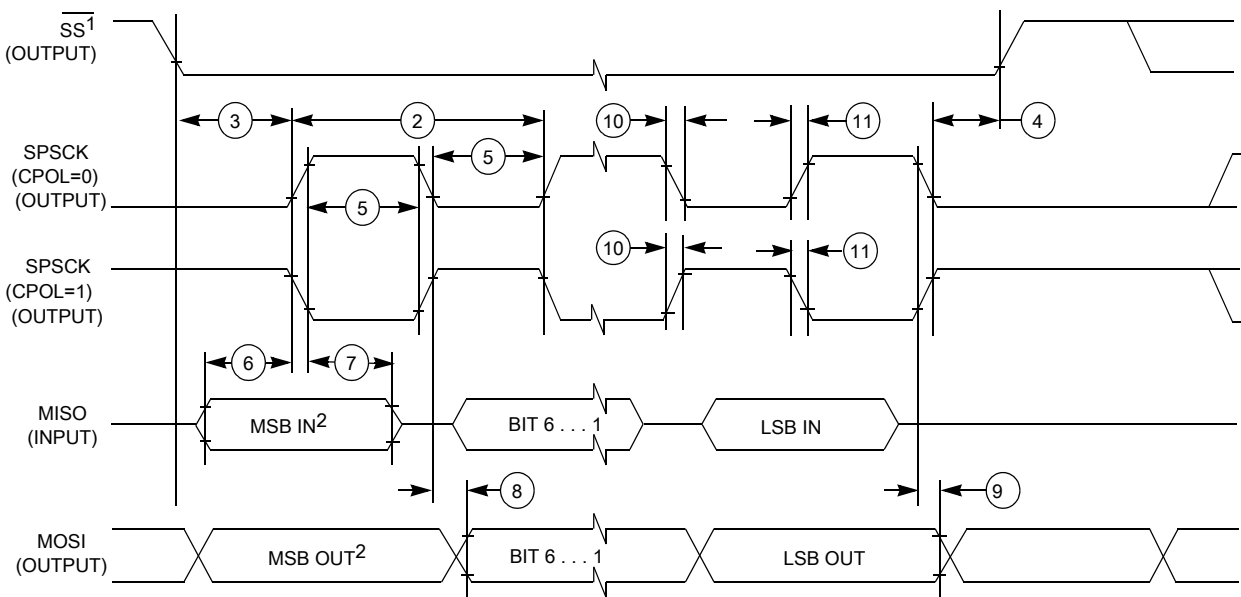 SS1
(OUTPUT)
3
2
10
11
4
SPSCK
(CPOL=0)
(OUTPUT)
5
5
10
11
SPSCK
(CPOL=1)
(OUTPUT)
6
7
MISO
(INPUT)
MSB IN2
BIT 6 . . . 1
LSB IN
8
9
MOSI
(OUTPUT)
MSB OUT2
BIT 6 . . . 1
LSB OUT